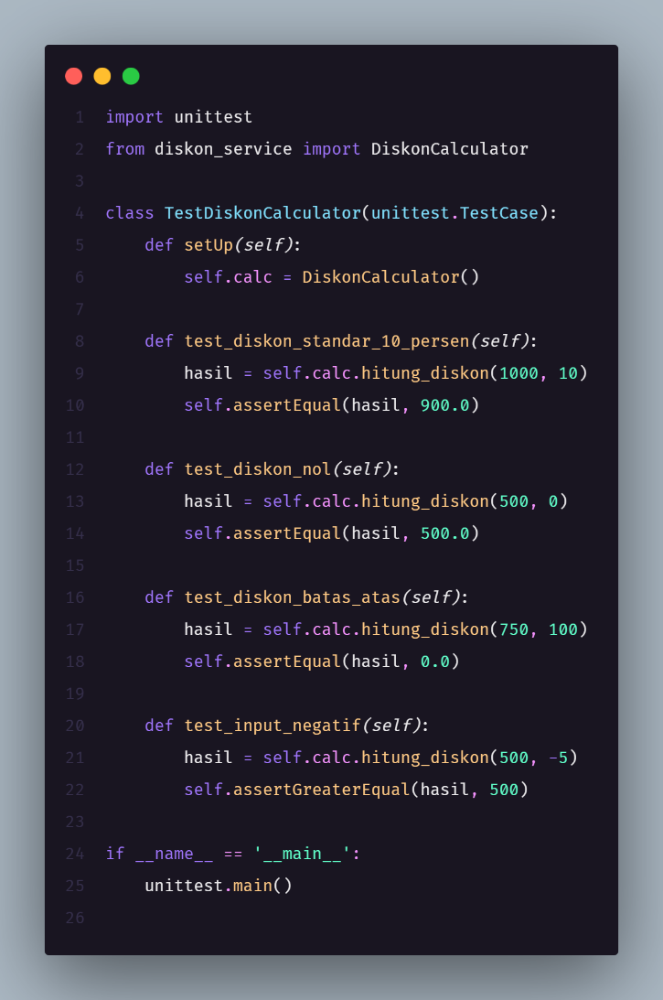 1 import unittest
2 from diskon_service import DiskonCalculator
3
4 class TestDiskonCalculator(unittest.TestCase):
5     def setUp(self):
6         self.calc = DiskonCalculator()
7
8     def test_diskon_standar_10_persen(self):
9         hasil = self.calc.hitung_diskon(1000, 10)
10         self.assertEqual(hasil, 900.0)
11
12     def test_diskon_nol(self):
13         hasil = self.calc.hitung_diskon(500, 0)
14         self.assertEqual(hasil, 500.0)
15
16     def test_diskon_batas_atas(self):
17         hasil = self.calc.hitung_diskon(750, 100)
18         self.assertEqual(hasil, 0.0)
19
20     def test_input_negatif(self):
21         hasil = self.calc.hitung_diskon(500, -5)
22         self.assertGreaterEqual(hasil, 500)
23
24 if __name__ == '__main__':
25     unittest.main()
26